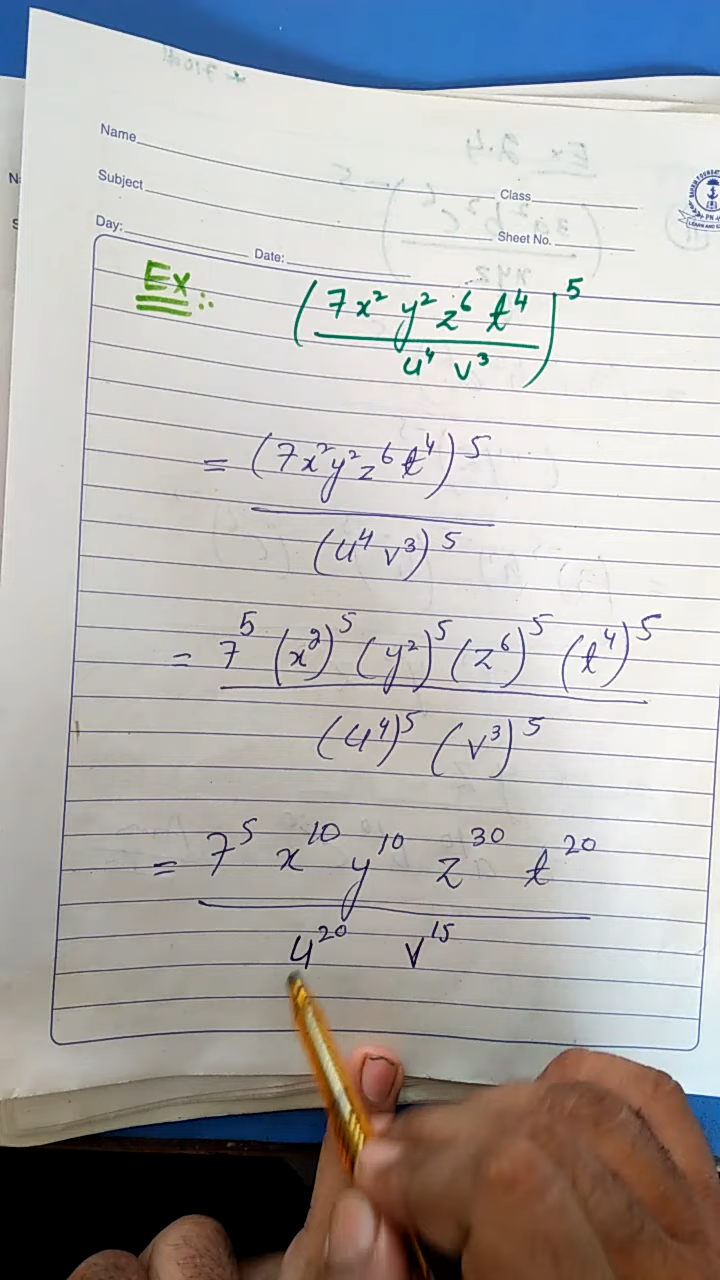 Name
Subject
Class
Day:
Date:
Sheet No.
Ex:
(7x² y² z⁶ t⁴ / u⁴ v³)⁵
= (7x²y²z⁶t⁴)⁵ / (u⁴v³)⁵
= 7⁵ (x²)⁵ (y²)⁵ (z⁶)⁵ (t⁴)⁵ / (u⁴)⁵ (v³)⁵
= 7⁵ x¹⁰ y¹⁰ z³⁰ t²⁰ / u²⁰ v¹⁵